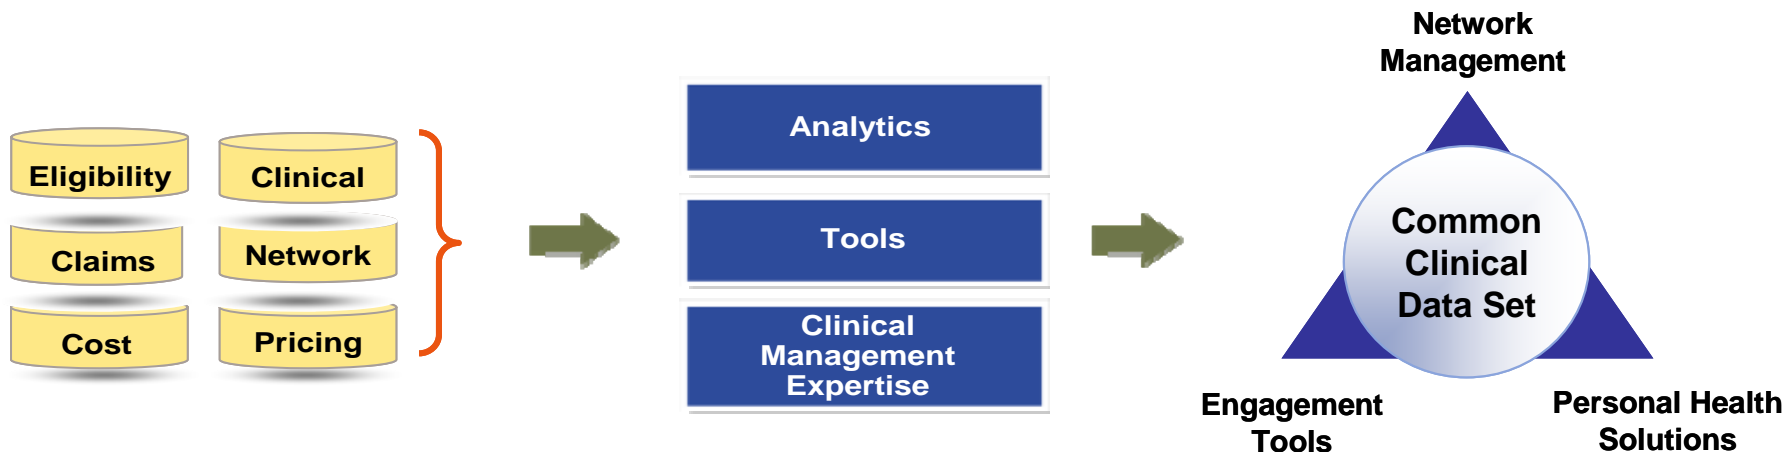 Eligibility
Clinical
Claims
Network
Cost
Pricing
Analytics
Tools
Clinical
Management
Expertise
Network
Management
Common
Clinical
Data Set
Engagement
Tools
Personal Health
Solutions